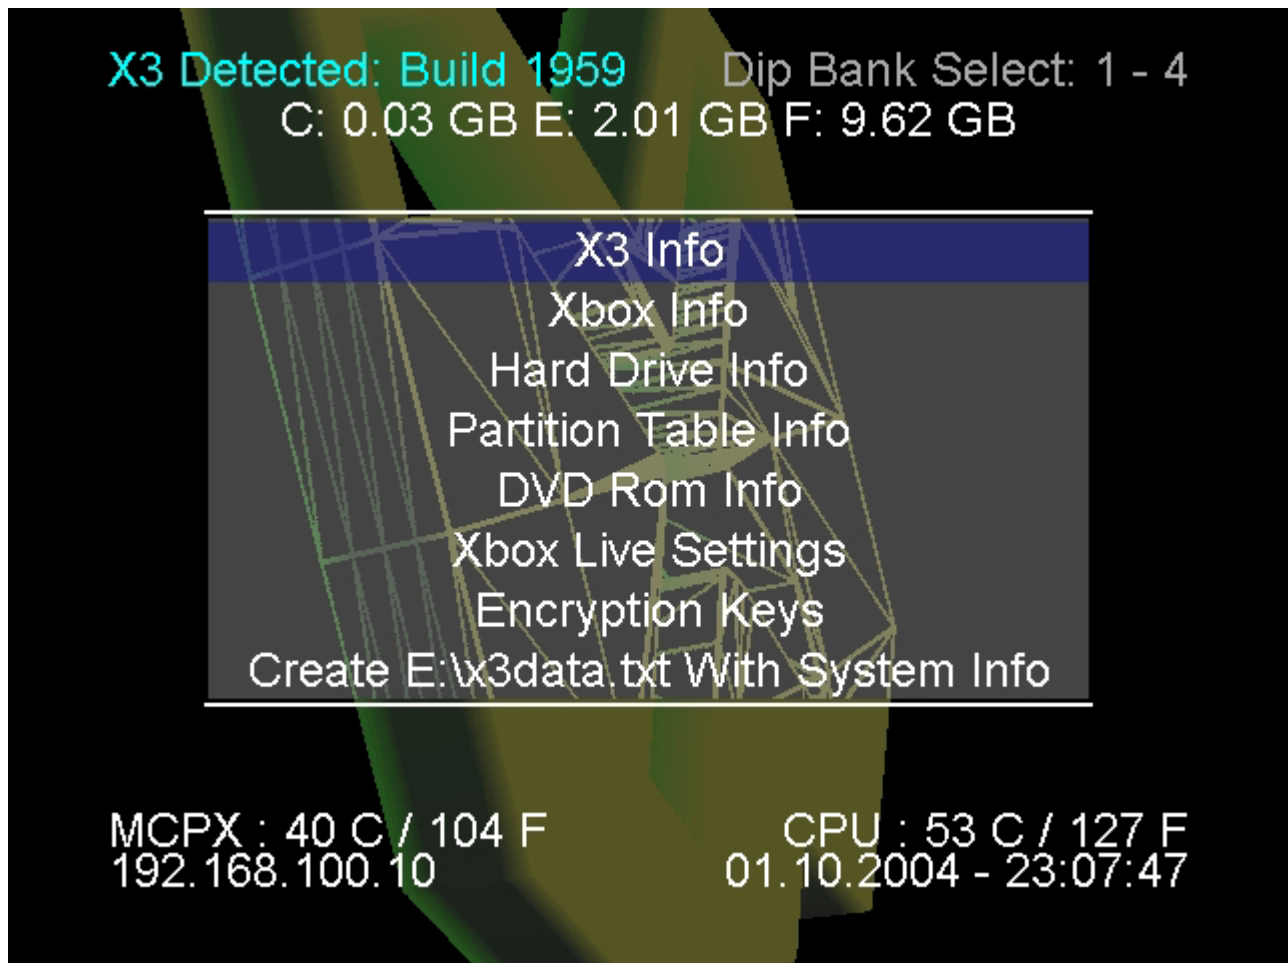 X3 Detected: Build 1959 Dip Bank Select: 1 - 4
C: 0.03 GB E: 2.01 GB F: 9.62 GB
X3 Info
Xbox Info
Hard Drive Info
Partition Table Info
DVD Rom Info
Xbox Live Settings
Encryption Keys
Create E:\x3data.txt With System Info
MCPX : 40 C / 104 F CPU : 53 C / 127 F
192.168.100.10 01.10.2004 - 23:07:47